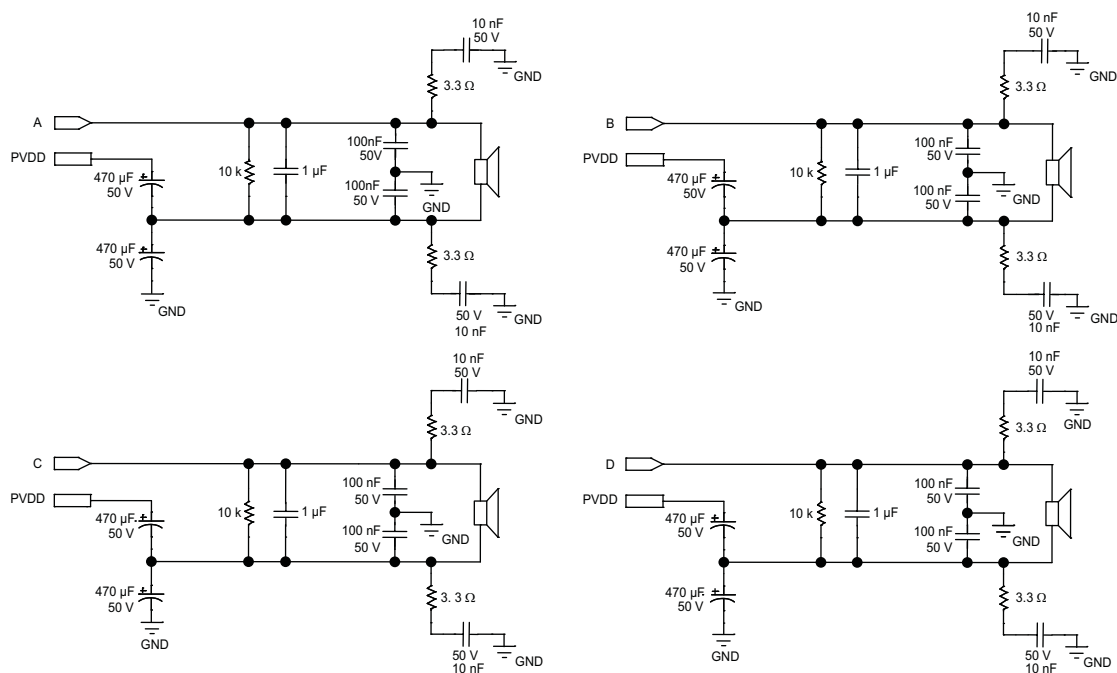 10 nF
50 V
GND
3.3 Ω
A
PVDD
470 µF
50 V
10 k
1 µF
100nF
50V
100nF
50 V
GND
470 µF
50 V
GND
3.3 Ω
50 V
10 nF
GND
10 nF
50 V
GND
3.3 Ω
B
PVDD
470 µF
50V
10 k
1 µF
100 nF
50 V
100 nF
50 V
GND
470 µF
50 V
GND
3.3 Ω
50 V
10 nF
GND
10 nF
50 V
GND
3.3 Ω
C
PVDD
470 µF
50 V
10k
1 µF
100 nF
50 V
100 nF
50 V
GND
470 µF
50 V
GND
3. 3 Ω
50 V
10 nF
GND
10 nF
50 V
GND
3.3 Ω
D
PVDD
470 µF
50 V
10k
1 µF
100 nF
50 V
100 nF
50 V
GND
470 µF
50 V
GND
3.3 Ω
50 V
10 nF
GND